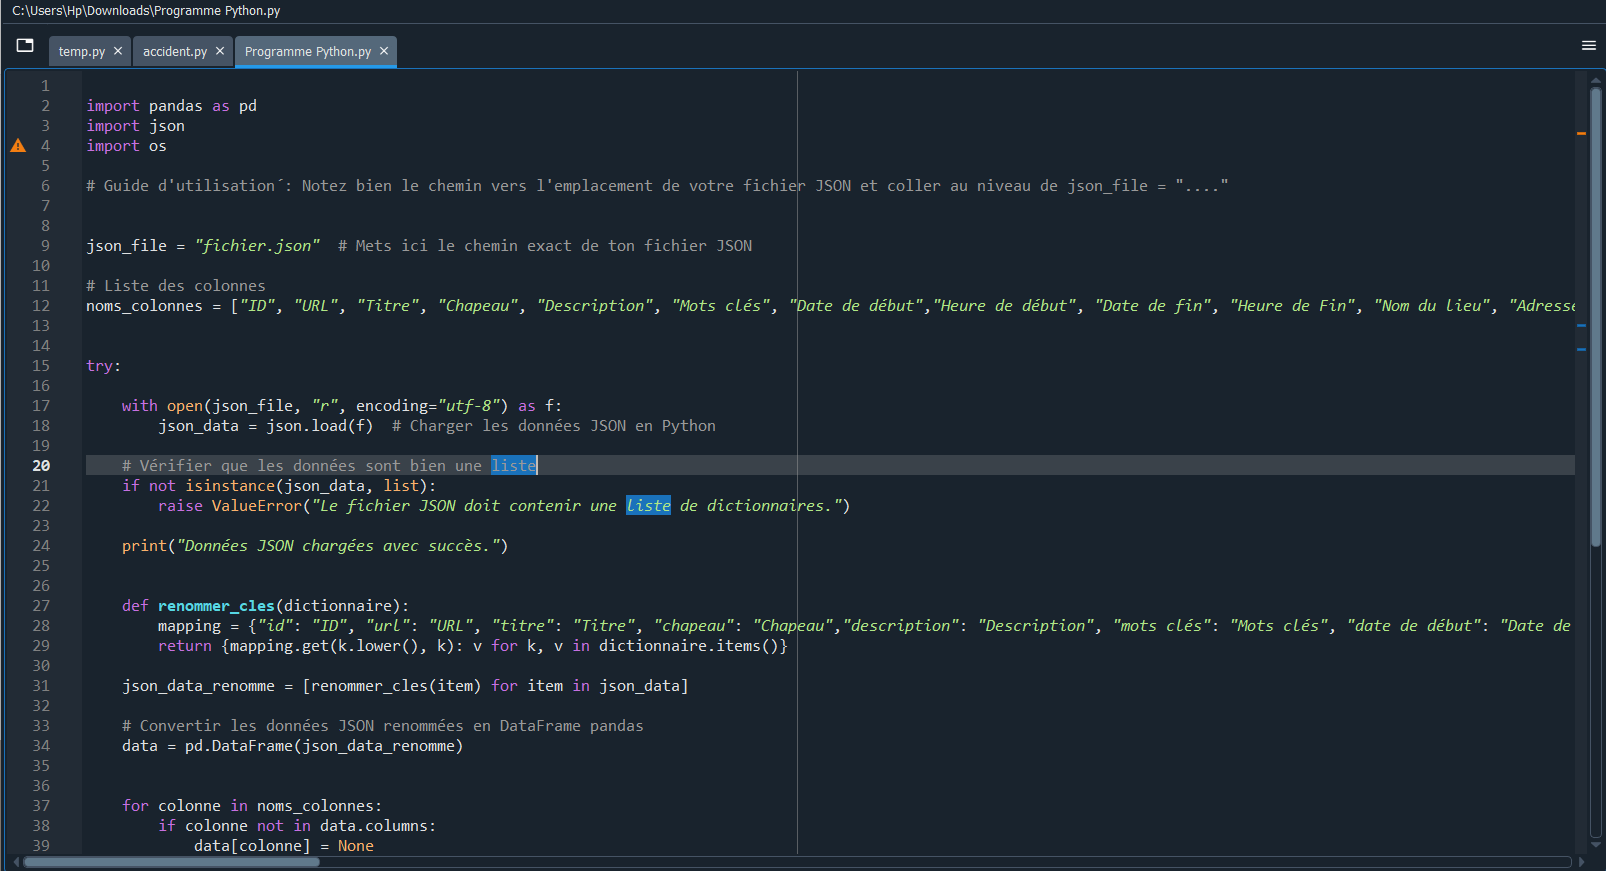 C:\Users\Hp\Downloads\Programme Python.py
temp.py accident.py Programme Python.py
1
2 import pandas as pd
3 import json
4 import os
5
6 # Guide d'utilisation´: Notez bien le chemin vers l'emplacement de votre fichier JSON et coller au niveau de json_file = "...."
7
8
9 json_file = "fichier.json"  # Mets ici le chemin exact de ton fichier JSON
10
11 # Liste des colonnes
12 noms_colonnes = ["ID", "URL", "Titre", "Chapeau", "Description", "Mots clés", "Date de début","Heure de début", "Date de fin", "Heure de Fin", "Nom du lieu", "Adresse
13
14
15 try:
16
17     with open(json_file, "r", encoding="utf-8") as f:
18         json_data = json.load(f)  # Charger les données JSON en Python
19
20     # Vérifier que les données sont bien une liste
21     if not isinstance(json_data, list):
22         raise ValueError("Le fichier JSON doit contenir une liste de dictionnaires.")
23
24     print("Données JSON chargées avec succès.")
25
26
27     def renommer_cles(dictionnaire):
28         mapping = {"id": "ID", "url": "URL", "titre": "Titre", "chapeau": "Chapeau","description": "Description", "mots clés": "Mots clés", "date de début": "Date de
29         return {mapping.get(k.lower(), k): v for k, v in dictionnaire.items()}
30
31     json_data_renomme = [renommer_cles(item) for item in json_data]
32
33     # Convertir les données JSON renommées en DataFrame pandas
34     data = pd.DataFrame(json_data_renomme)
35
36
37     for colonne in noms_colonnes:
38         if colonne not in data.columns:
39             data[colonne] = None